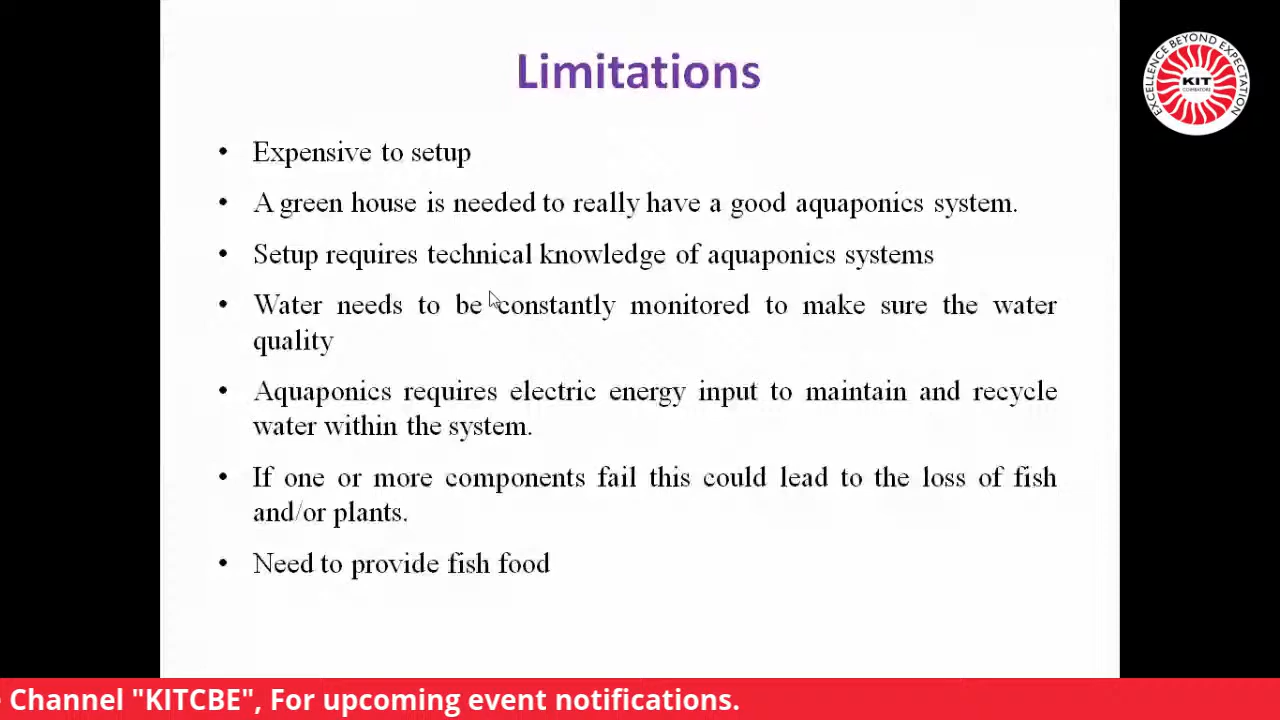 Limitations
EXCELLENCE BEYOND EXPECTATION
KIT
COIMBATORE
• Expensive to setup
• A green house is needed to really have a good aquaponics system.
• Setup requires technical knowledge of aquaponics systems
• Water needs to be constantly monitored to make sure the water
quality
• Aquaponics requires electric energy input to maintain and recycle
water within the system.
• If one or more components fail this could lead to the loss of fish
and/or plants.
• Need to provide fish food
Channel "KITCBE", For upcoming event notifications.